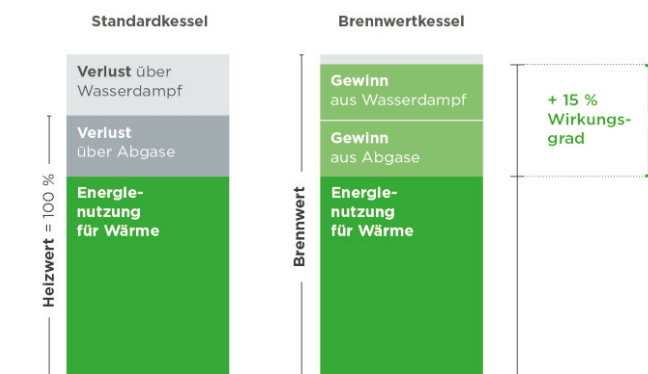 Standardkessel
Brennwertkessel
Verlust über
Wasserdampf
Verlust
über Abgase
Energie-
nutzung
für Wärme
Heizwert = 100 %
Gewinn
aus Wasserdampf
Gewinn
aus Abgase
Energie-
nutzung
für Wärme
Brennwert
+ 15 %
Wirkungs-
grad